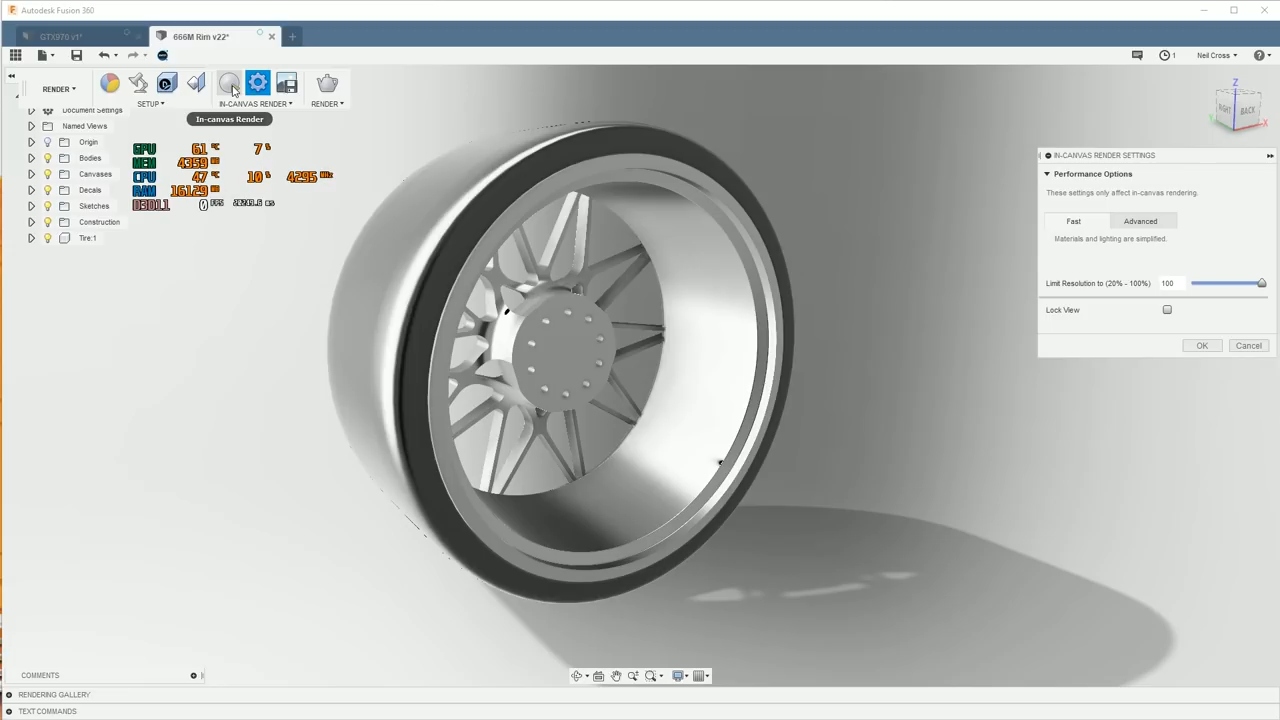 Autodesk Fusion 360
GTX970 v1*
666M Rim v22*
1
Neil Cross
RENDER
SETUP
IN-CANVAS RENDER
RENDER
In-canvas Render
Document Settings
Named Views
Origin
Bodies
Canvases
Decals
Sketches
Construction
Tire:1
GPU 61 °C 7 %
MEM 4359 MB
CPU 47 °C 10 % 4295 MHz
RAM 16129 MB
D3D11 0 FPS
RIGHT
BACK
Z
X
Y
IN-CANVAS RENDER SETTINGS
Performance Options
These settings only affect in-canvas rendering.
Fast
Advanced
Materials and lighting are simplified.
Limit Resolution to (20% - 100%) 100
Lock View
OK
Cancel
COMMENTS
RENDERING GALLERY
TEXT COMMANDS